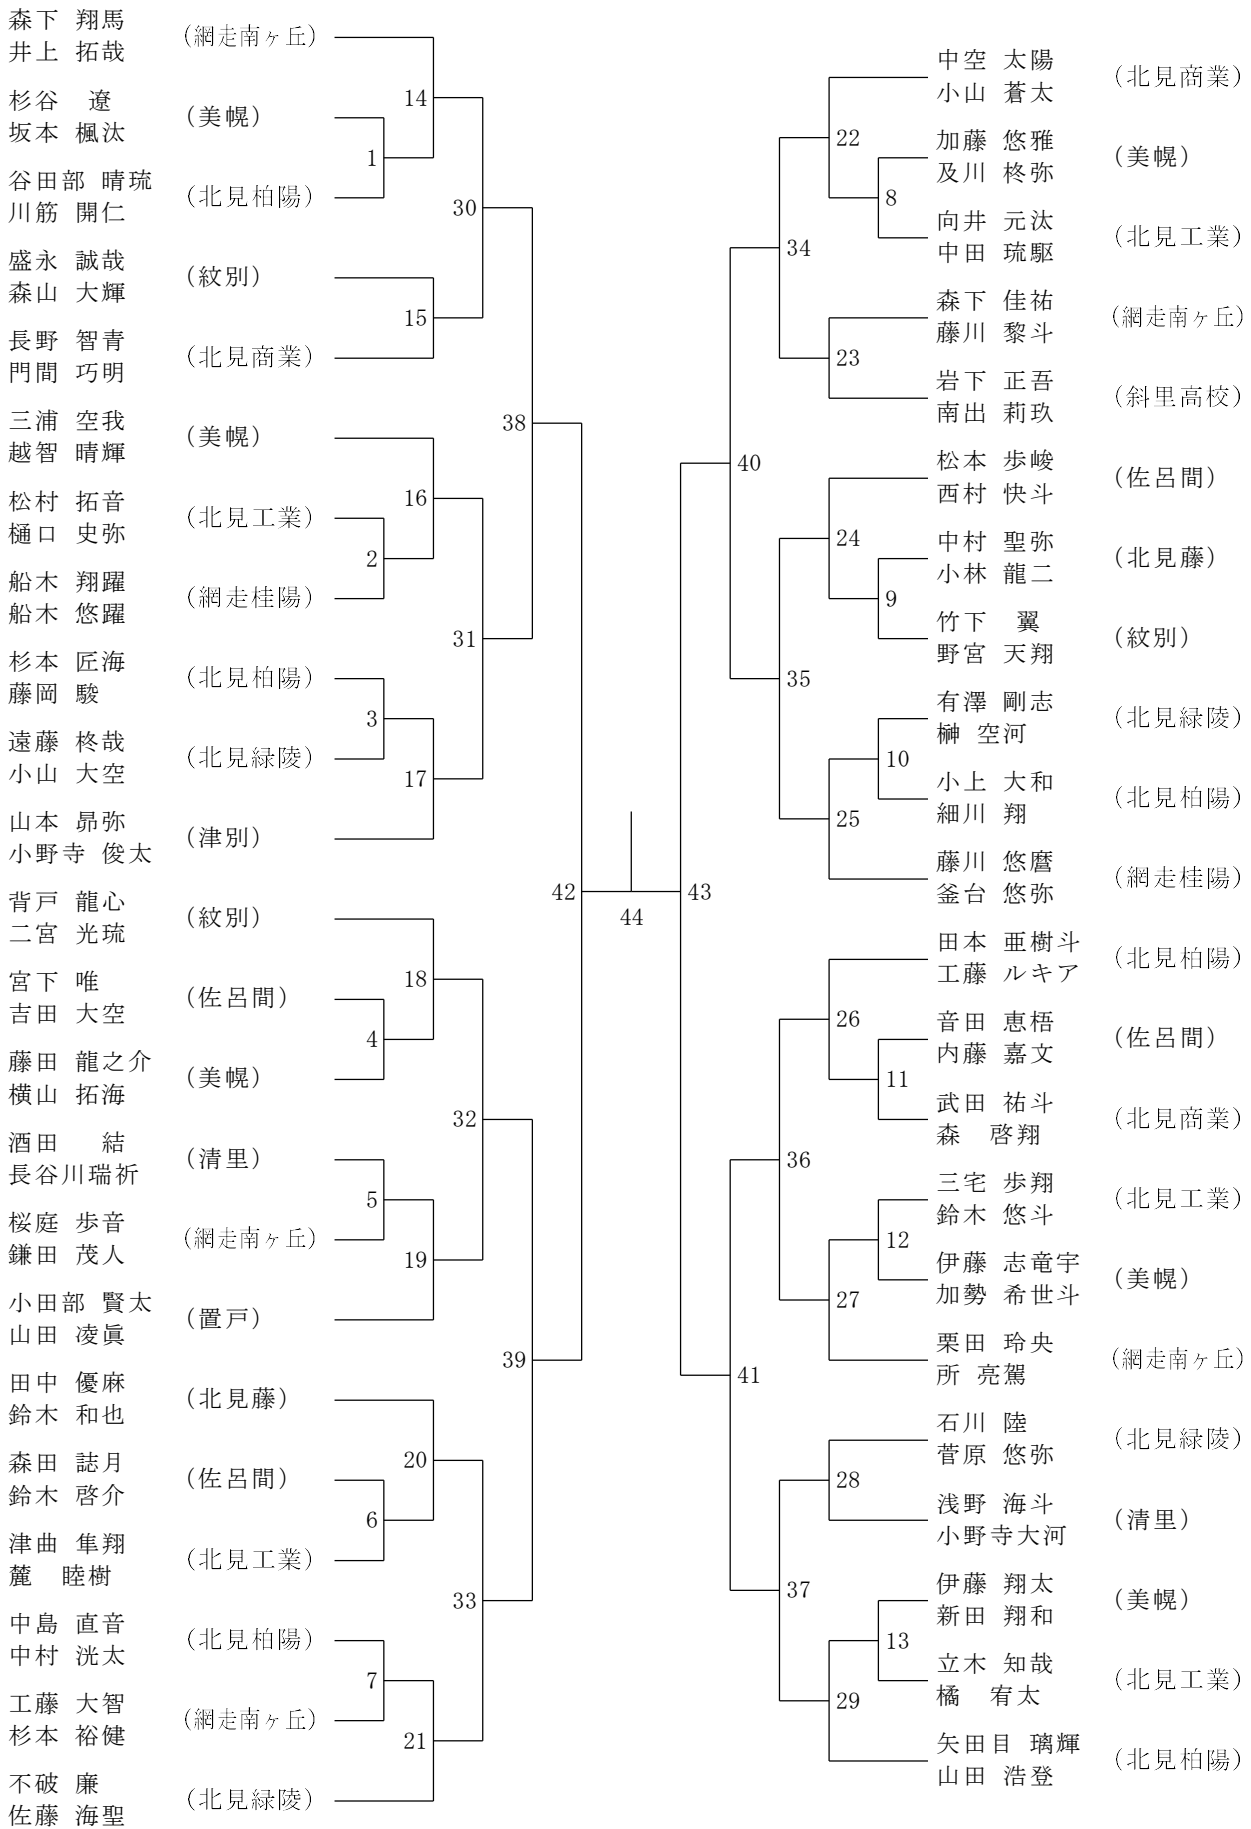 森下 翔馬
井上 拓哉
(網走南ヶ丘)
杉谷 遼
坂本 楓汰
(美幌)
谷田部 晴琉
川筋 開仁
(北見柏陽)
盛永 誠哉
森山 大輝
(紋別)
長野 智青
門間 巧明
(北見商業)
三浦 空我
越智 晴輝
(美幌)
松村 拓音
樋口 史弥
(北見工業)
船木 翔躍
船木 悠躍
(網走桂陽)
杉本 匠海
藤岡 駿
(北見柏陽)
遠藤 柊哉
小山 大空
(北見緑陵)
山本 昴弥
小野寺 俊太
(津別)
背戸 龍心
二宮 光琉
(紋別)
宮下 唯
吉田 大空
(佐呂間)
藤田 龍之介
横山 拓海
(美幌)
酒田 結
長谷川瑞祈
(清里)
桜庭 歩音
鎌田 茂人
(網走南ヶ丘)
小田部 賢太
山田 凌眞
(置戸)
田中 優麻
鈴木 和也
(北見藤)
森田 誌月
鈴木 啓介
(佐呂間)
津曲 隼翔
麓 睦樹
(北見工業)
中島 直音
中村 洸太
(北見柏陽)
工藤 大智
杉本 裕健
(網走南ヶ丘)
不破 廉
佐藤 海聖
(北見緑陵)
1
2
3
4
5
6
7
14
15
16
17
18
19
20
21
30
31
32
33
38
39
42
44
43
40
41
34
35
36
37
22
23
24
25
26
27
28
29
8
9
10
11
12
13
中空 太陽
小山 蒼太
(北見商業)
加藤 悠雅
及川 柊弥
(美幌)
向井 元汰
中田 琉駆
(北見工業)
森下 佳祐
藤川 黎斗
(網走南ヶ丘)
岩下 正吾
南出 莉玖
(斜里高校)
松本 歩峻
西村 快斗
(佐呂間)
中村 聖弥
小林 龍二
(北見藤)
竹下 翼
野宮 天翔
(紋別)
有澤 剛志
榊 空河
(北見緑陵)
小上 大和
細川 翔
(北見柏陽)
藤川 悠麿
釜台 悠弥
(網走桂陽)
田本 亜樹斗
工藤 ルキア
(北見柏陽)
音田 恵梧
内藤 嘉文
(佐呂間)
武田 祐斗
森 啓翔
(北見商業)
三宅 歩翔
鈴木 悠斗
(北見工業)
伊藤 志竜宇
加勢 希世斗
(美幌)
栗田 玲央
所 亮駕
(網走南ヶ丘)
石川 陸
菅原 悠弥
(北見緑陵)
浅野 海斗
小野寺大河
(清里)
伊藤 翔太
新田 翔和
(美幌)
立木 知哉
橘 宥太
(北見工業)
矢田目 璃輝
山田 浩登
(北見柏陽)